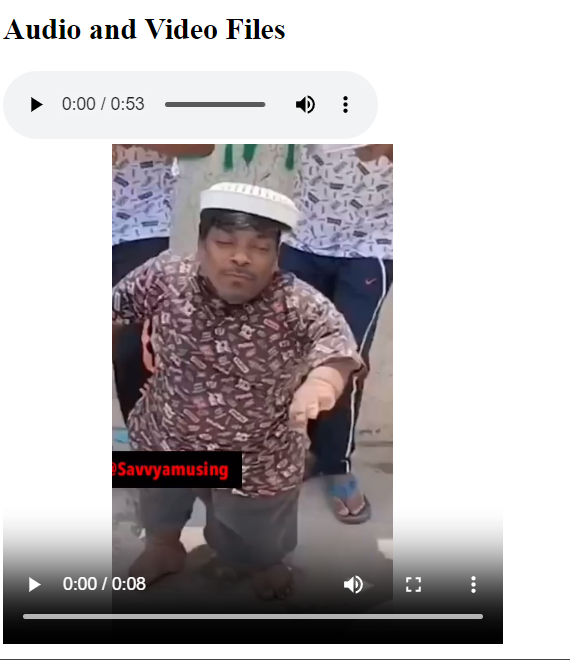 Audio and Video Files
0:00 / 0:53
@Savvyamusing
0:00 / 0:08